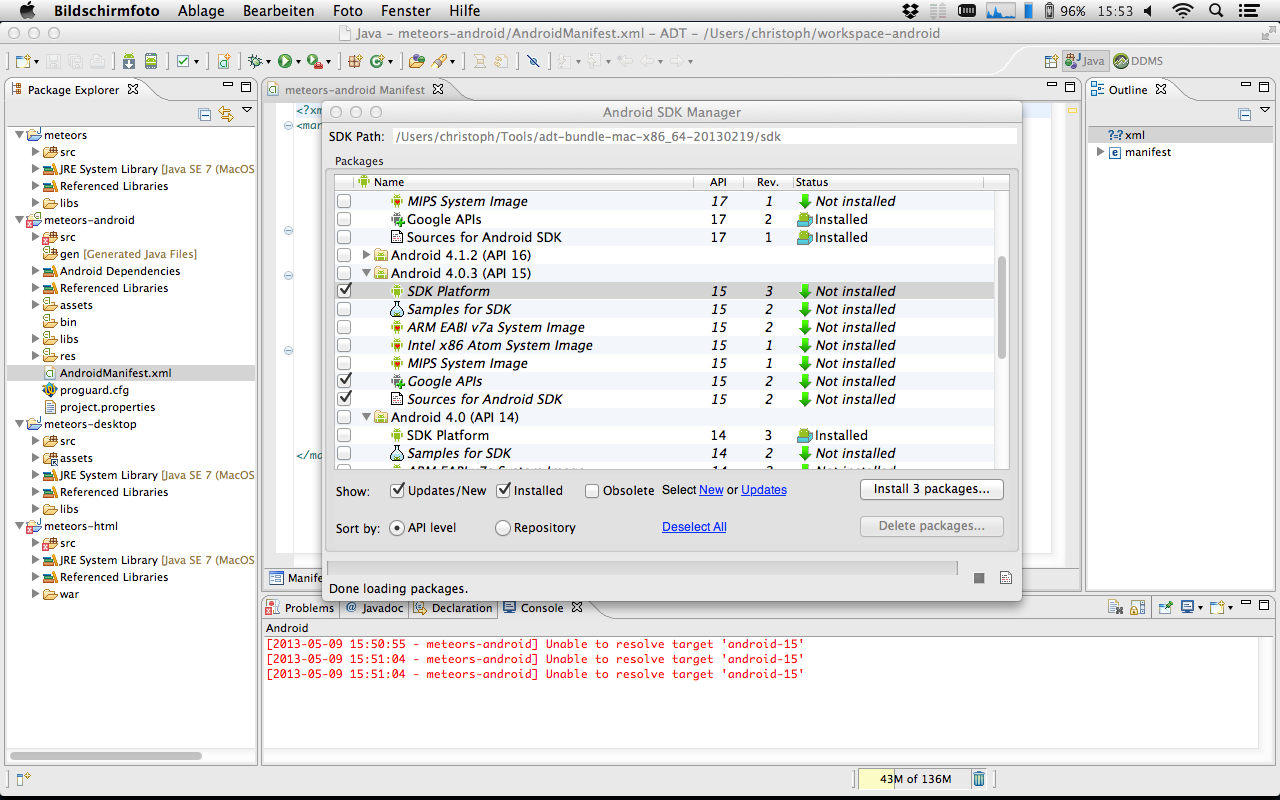 Bildschirmfoto Ablage Bearbeiten Foto Fenster Hilfe 96% 15:53
Java – meteors-android/AndroidManifest.xml – ADT – /Users/christoph/workspace-android
Java DDMS
Package Explorer
meteors
src
JRE System Library [Java SE 7 (MacOS
Referenced Libraries
libs
meteors-android
src
gen [Generated Java Files]
Android Dependencies
Referenced Libraries
assets
bin
libs
res
AndroidManifest.xml
proguard.cfg
project.properties
meteors-desktop
src
assets
JRE System Library [Java SE 7 (MacOS
Referenced Libraries
libs
meteors-html
src
JRE System Library [Java SE 7 (MacOS
Referenced Libraries
war
meteors-android Manifest
<?xm
<man
</ma
Manife
Android SDK Manager
SDK Path: /Users/christoph/Tools/adt-bundle-mac-x86_64-20130219/sdk
Packages
Name API Rev. Status
MIPS System Image 17 1 Not installed
Google APIs 17 2 Installed
Sources for Android SDK 17 1 Installed
Android 4.1.2 (API 16)
Android 4.0.3 (API 15)
SDK Platform 15 3 Not installed
Samples for SDK 15 2 Not installed
ARM EABI v7a System Image 15 2 Not installed
Intel x86 Atom System Image 15 1 Not installed
MIPS System Image 15 1 Not installed
Google APIs 15 2 Not installed
Sources for Android SDK 15 2 Not installed
Android 4.0 (API 14)
SDK Platform 14 3 Installed
Samples for SDK 14 2 Not installed
ARM EABI v7a System Image 14 2 Not installed
Show: Updates/New Installed Obsolete Select New or Updates Install 3 packages...
Sort by: API level Repository Deselect All Delete packages...
Done loading packages.
Outline
?=? xml
e manifest
Problems @ Javadoc Declaration Console
Android
[2013-05-09 15:50:55 - meteors-android] Unable to resolve target 'android-15'
[2013-05-09 15:51:04 - meteors-android] Unable to resolve target 'android-15'
[2013-05-09 15:51:04 - meteors-android] Unable to resolve target 'android-15'
43M of 136M